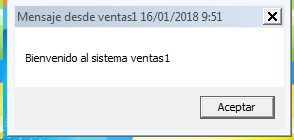 Mensaje desde ventas1 16/01/2018 9:51
Bienvenido al sistema ventas1
Aceptar